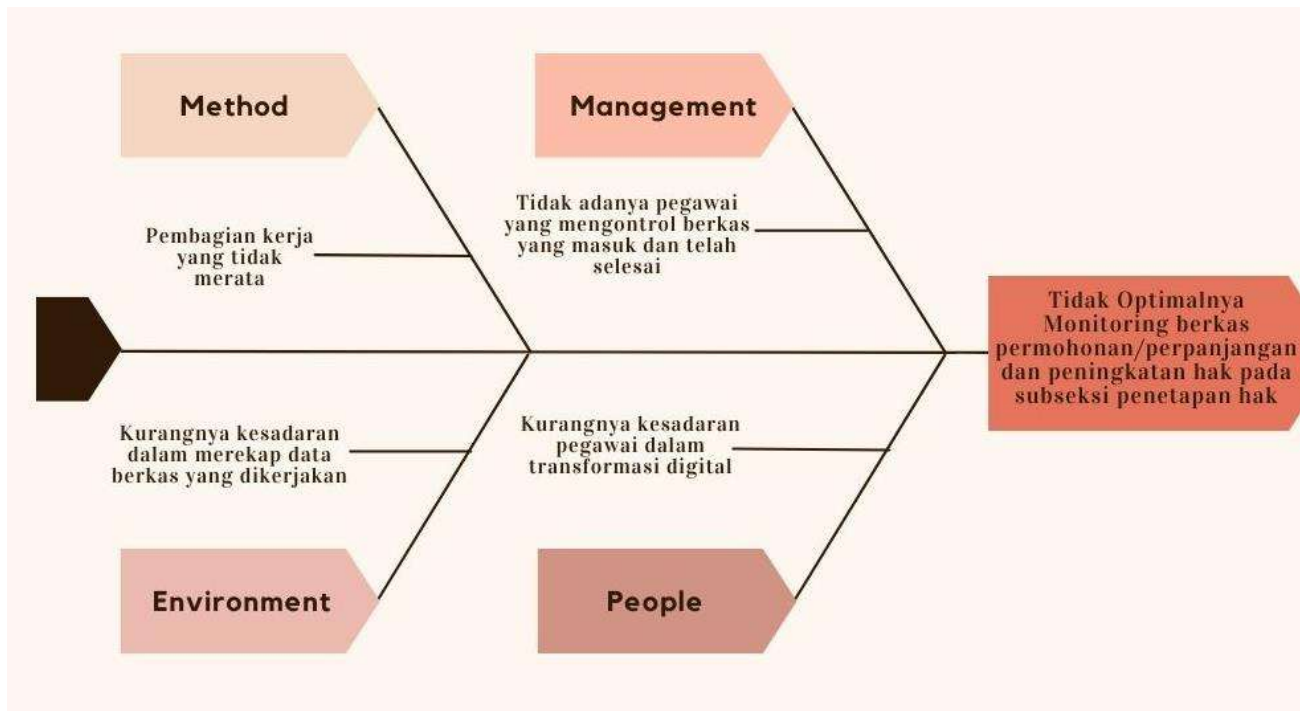 Method
Management
Pembagian kerja
yang tidak
merata
Tidak adanya pegawai
yang mengontrol berkas
yang masuk dan telah
selesai
Tidak Optimalnya
Monitoring berkas
permohonan/perpanjangan
dan peningkatan hak pada
subseksi penetapan hak
Kurangnya kesadaran
dalam merekap data
berkas yang dikerjakan
Kurangnya kesadaran
pegawai dalam
transformasi digital
Environment
People